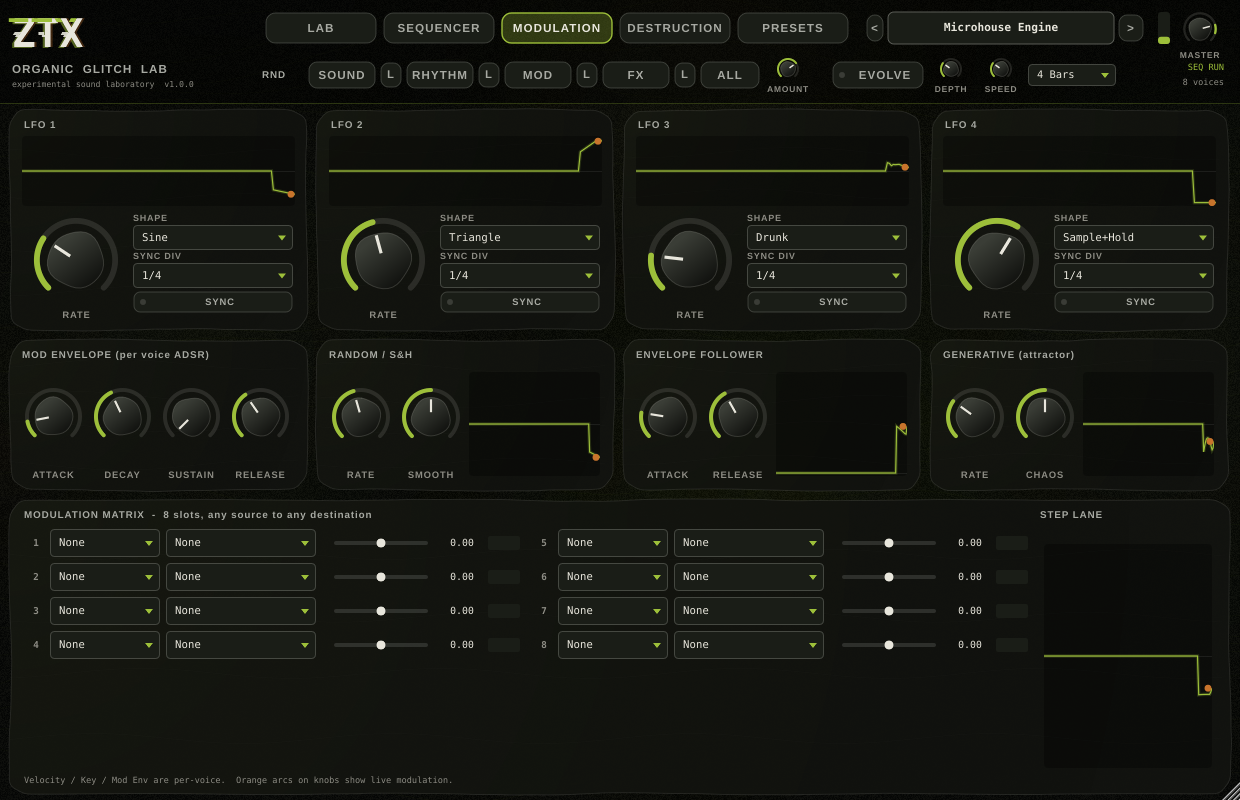 ZTX
LAB SEQUENCER MODULATION DESTRUCTION PRESETS < Microhouse Engine >
MASTER
ORGANIC GLITCH LAB
experimental sound laboratory v1.0.0
RND SOUND L RHYTHM L MOD L FX L ALL AMOUNT EVOLVE DEPTH SPEED 4 Bars
SEQ RUN
8 voices
LFO 1
SHAPE
Sine
SYNC DIV
1/4
SYNC
RATE
LFO 2
SHAPE
Triangle
SYNC DIV
1/4
SYNC
RATE
LFO 3
SHAPE
Drunk
SYNC DIV
1/4
SYNC
RATE
LFO 4
SHAPE
Sample+Hold
SYNC DIV
1/4
SYNC
RATE
MOD ENVELOPE (per voice ADSR)
ATTACK DECAY SUSTAIN RELEASE
RANDOM / S&H
RATE SMOOTH
ENVELOPE FOLLOWER
ATTACK RELEASE
GENERATIVE (attractor)
RATE CHAOS
MODULATION MATRIX - 8 slots, any source to any destination
STEP LANE
1 None None 0.00 5 None None 0.00
2 None None 0.00 6 None None 0.00
3 None None 0.00 7 None None 0.00
4 None None 0.00 8 None None 0.00
Velocity / Key / Mod Env are per-voice. Orange arcs on knobs show live modulation.